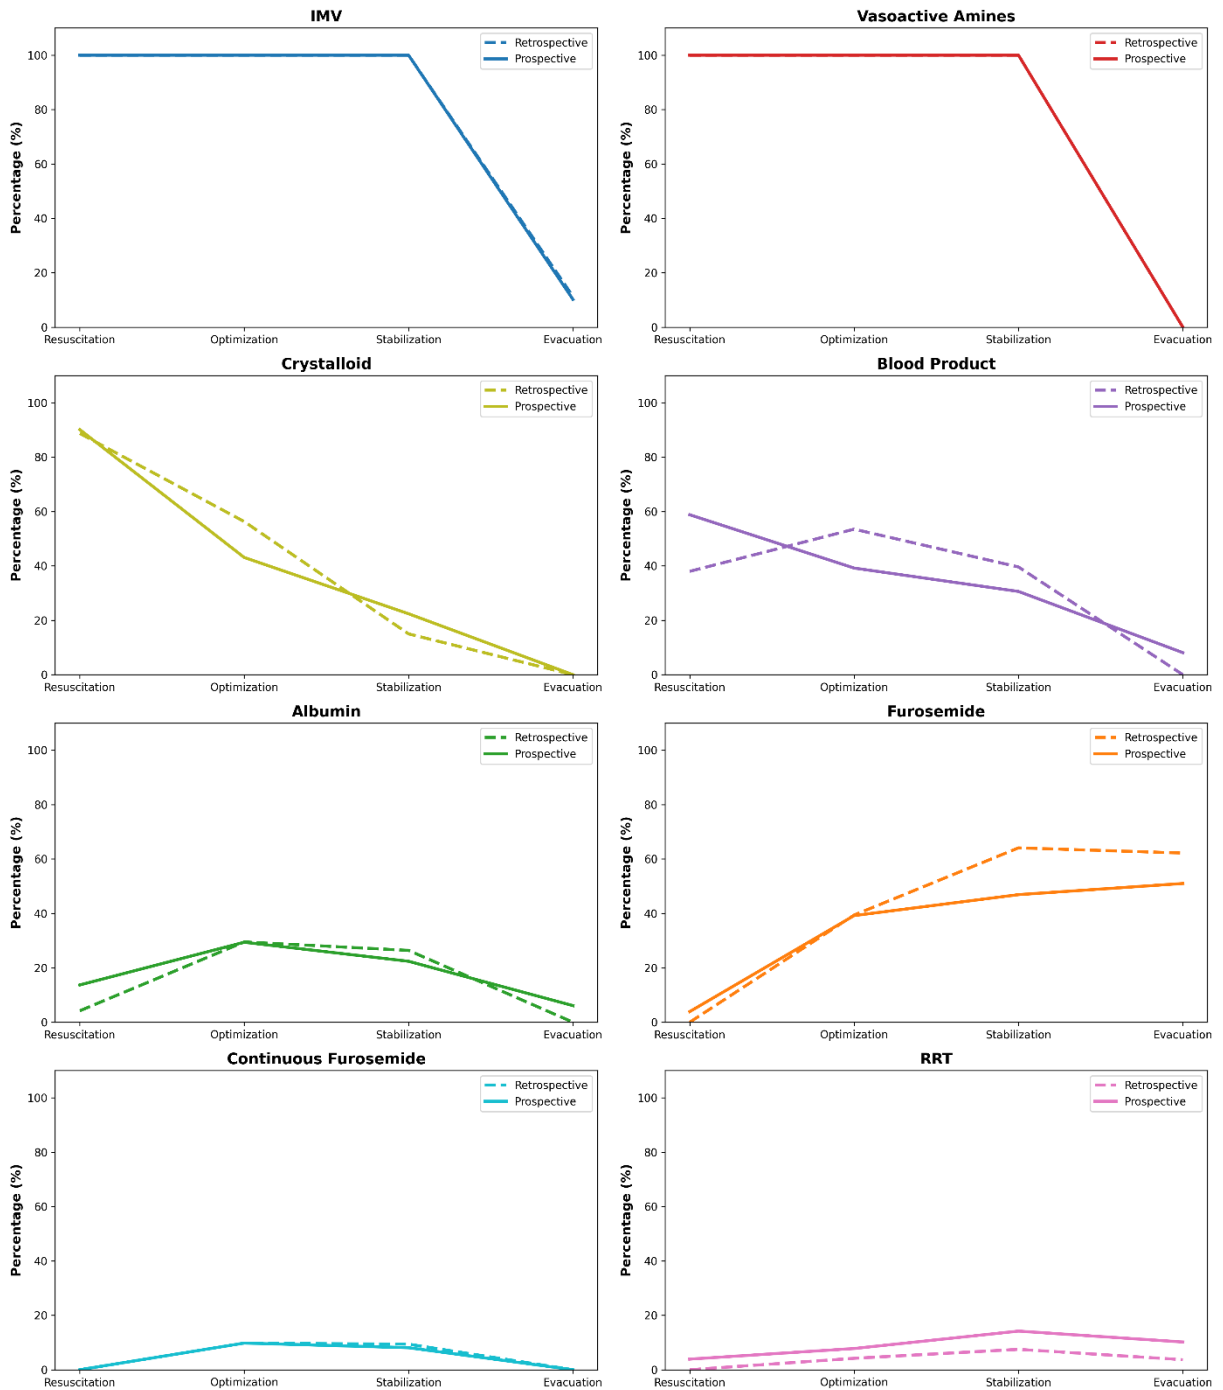 IMV
Retrospective
Prospective
Percentage (%)
100
80
60
40
20
0
Resuscitation Optimization Stabilization Evacuation
Vasoactive Amines
Retrospective
Prospective
Percentage (%)
100
80
60
40
20
0
Resuscitation Optimization Stabilization Evacuation
Crystalloid
Retrospective
Prospective
Percentage (%)
100
80
60
40
20
0
Resuscitation Optimization Stabilization Evacuation
Blood Product
Retrospective
Prospective
Percentage (%)
100
80
60
40
20
0
Resuscitation Optimization Stabilization Evacuation
Albumin
Retrospective
Prospective
Percentage (%)
100
80
60
40
20
0
Resuscitation Optimization Stabilization Evacuation
Furosemide
Retrospective
Prospective
Percentage (%)
100
80
60
40
20
0
Resuscitation Optimization Stabilization Evacuation
Continuous Furosemide
Retrospective
Prospective
Percentage (%)
100
80
60
40
20
0
Resuscitation Optimization Stabilization Evacuation
RRT
Retrospective
Prospective
Percentage (%)
100
80
60
40
20
0
Resuscitation Optimization Stabilization Evacuation